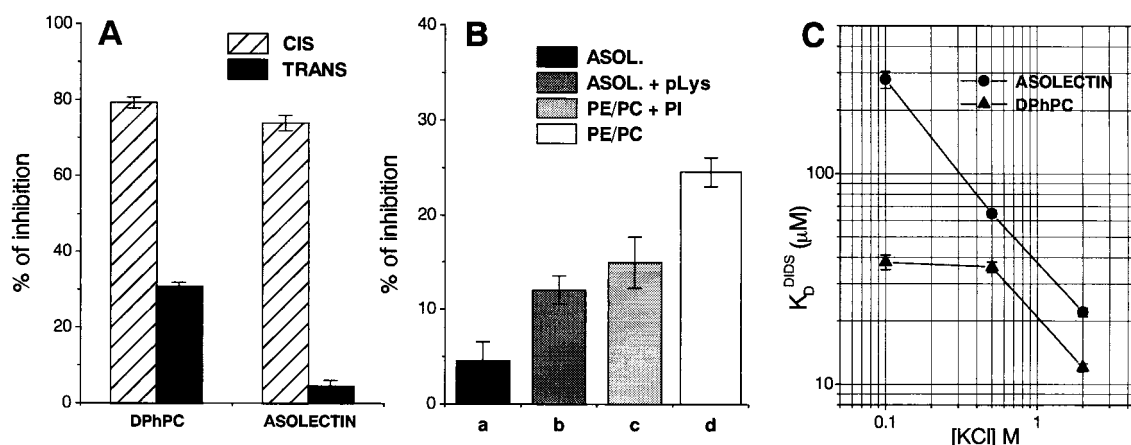 A
CIS
TRANS
% of inhibition
100
80
60
40
20
0
DPhPC
ASOLECTIN
B
ASOL.
ASOL. + pLys
PE/PC + PI
PE/PC
% of inhibition
40
30
20
10
0
a b c d
C
ASOLECTIN
DPhPC
K_D^DIDS (μM)
100
10
0.1
1
[KCl] M